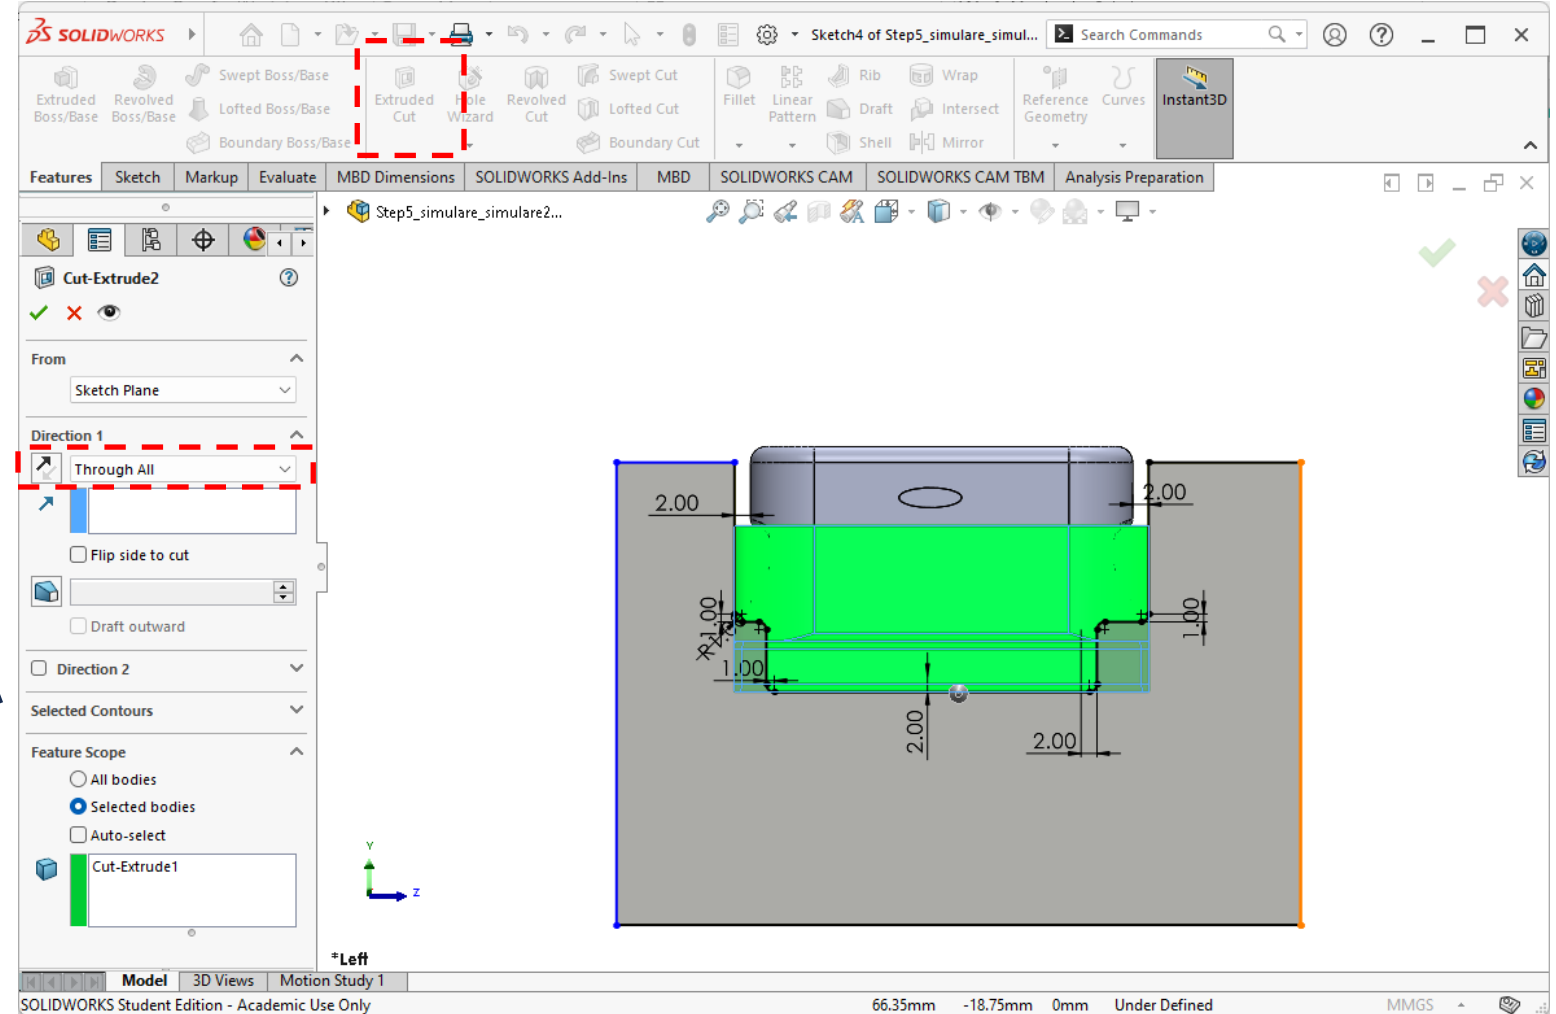 SOLIDWORKS
Sketch4 of Step5_simulare_simul...
Search Commands
Extruded Boss/Base
Revolved Boss/Base
Swept Boss/Base
Lofted Boss/Base
Boundary Boss/Base
Extruded Cut
Hole Wizard
Revolved Cut
Swept Cut
Lofted Cut
Boundary Cut
Fillet
Linear Pattern
Rib
Draft
Shell
Wrap
Intersect
Mirror
Reference Geometry
Curves
Instant3D
Features Sketch Markup Evaluate MBD Dimensions SOLIDWORKS Add-Ins MBD SOLIDWORKS CAM SOLIDWORKS CAM TBM Analysis Preparation
Step5_simulare_simulare2...
Cut-Extrude2
From
Sketch Plane
Direction 1
Through All
Flip side to cut
Draft outward
Direction 2
Selected Contours
Feature Scope
All bodies
Selected bodies
Auto-select
Cut-Extrude1
2.00
2.00
1.00
1.00
1.00
2.00
2.00
Y
Z
*Left
Model 3D Views Motion Study 1
SOLIDWORKS Student Edition - Academic Use Only
66.35mm -18.75mm 0mm Under Defined
MMGS